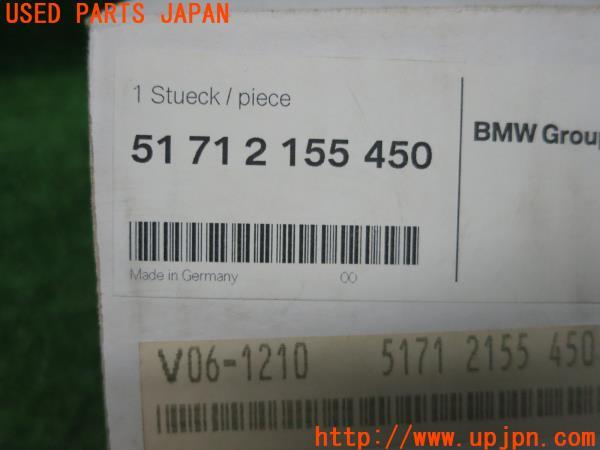 USED PARTS JAPAN
1 Stueck / piece
51 71 2 155 450
BMW Group
Made in Germany
00
V06-1210 5171 2155 450
https://www.upjpn.com/